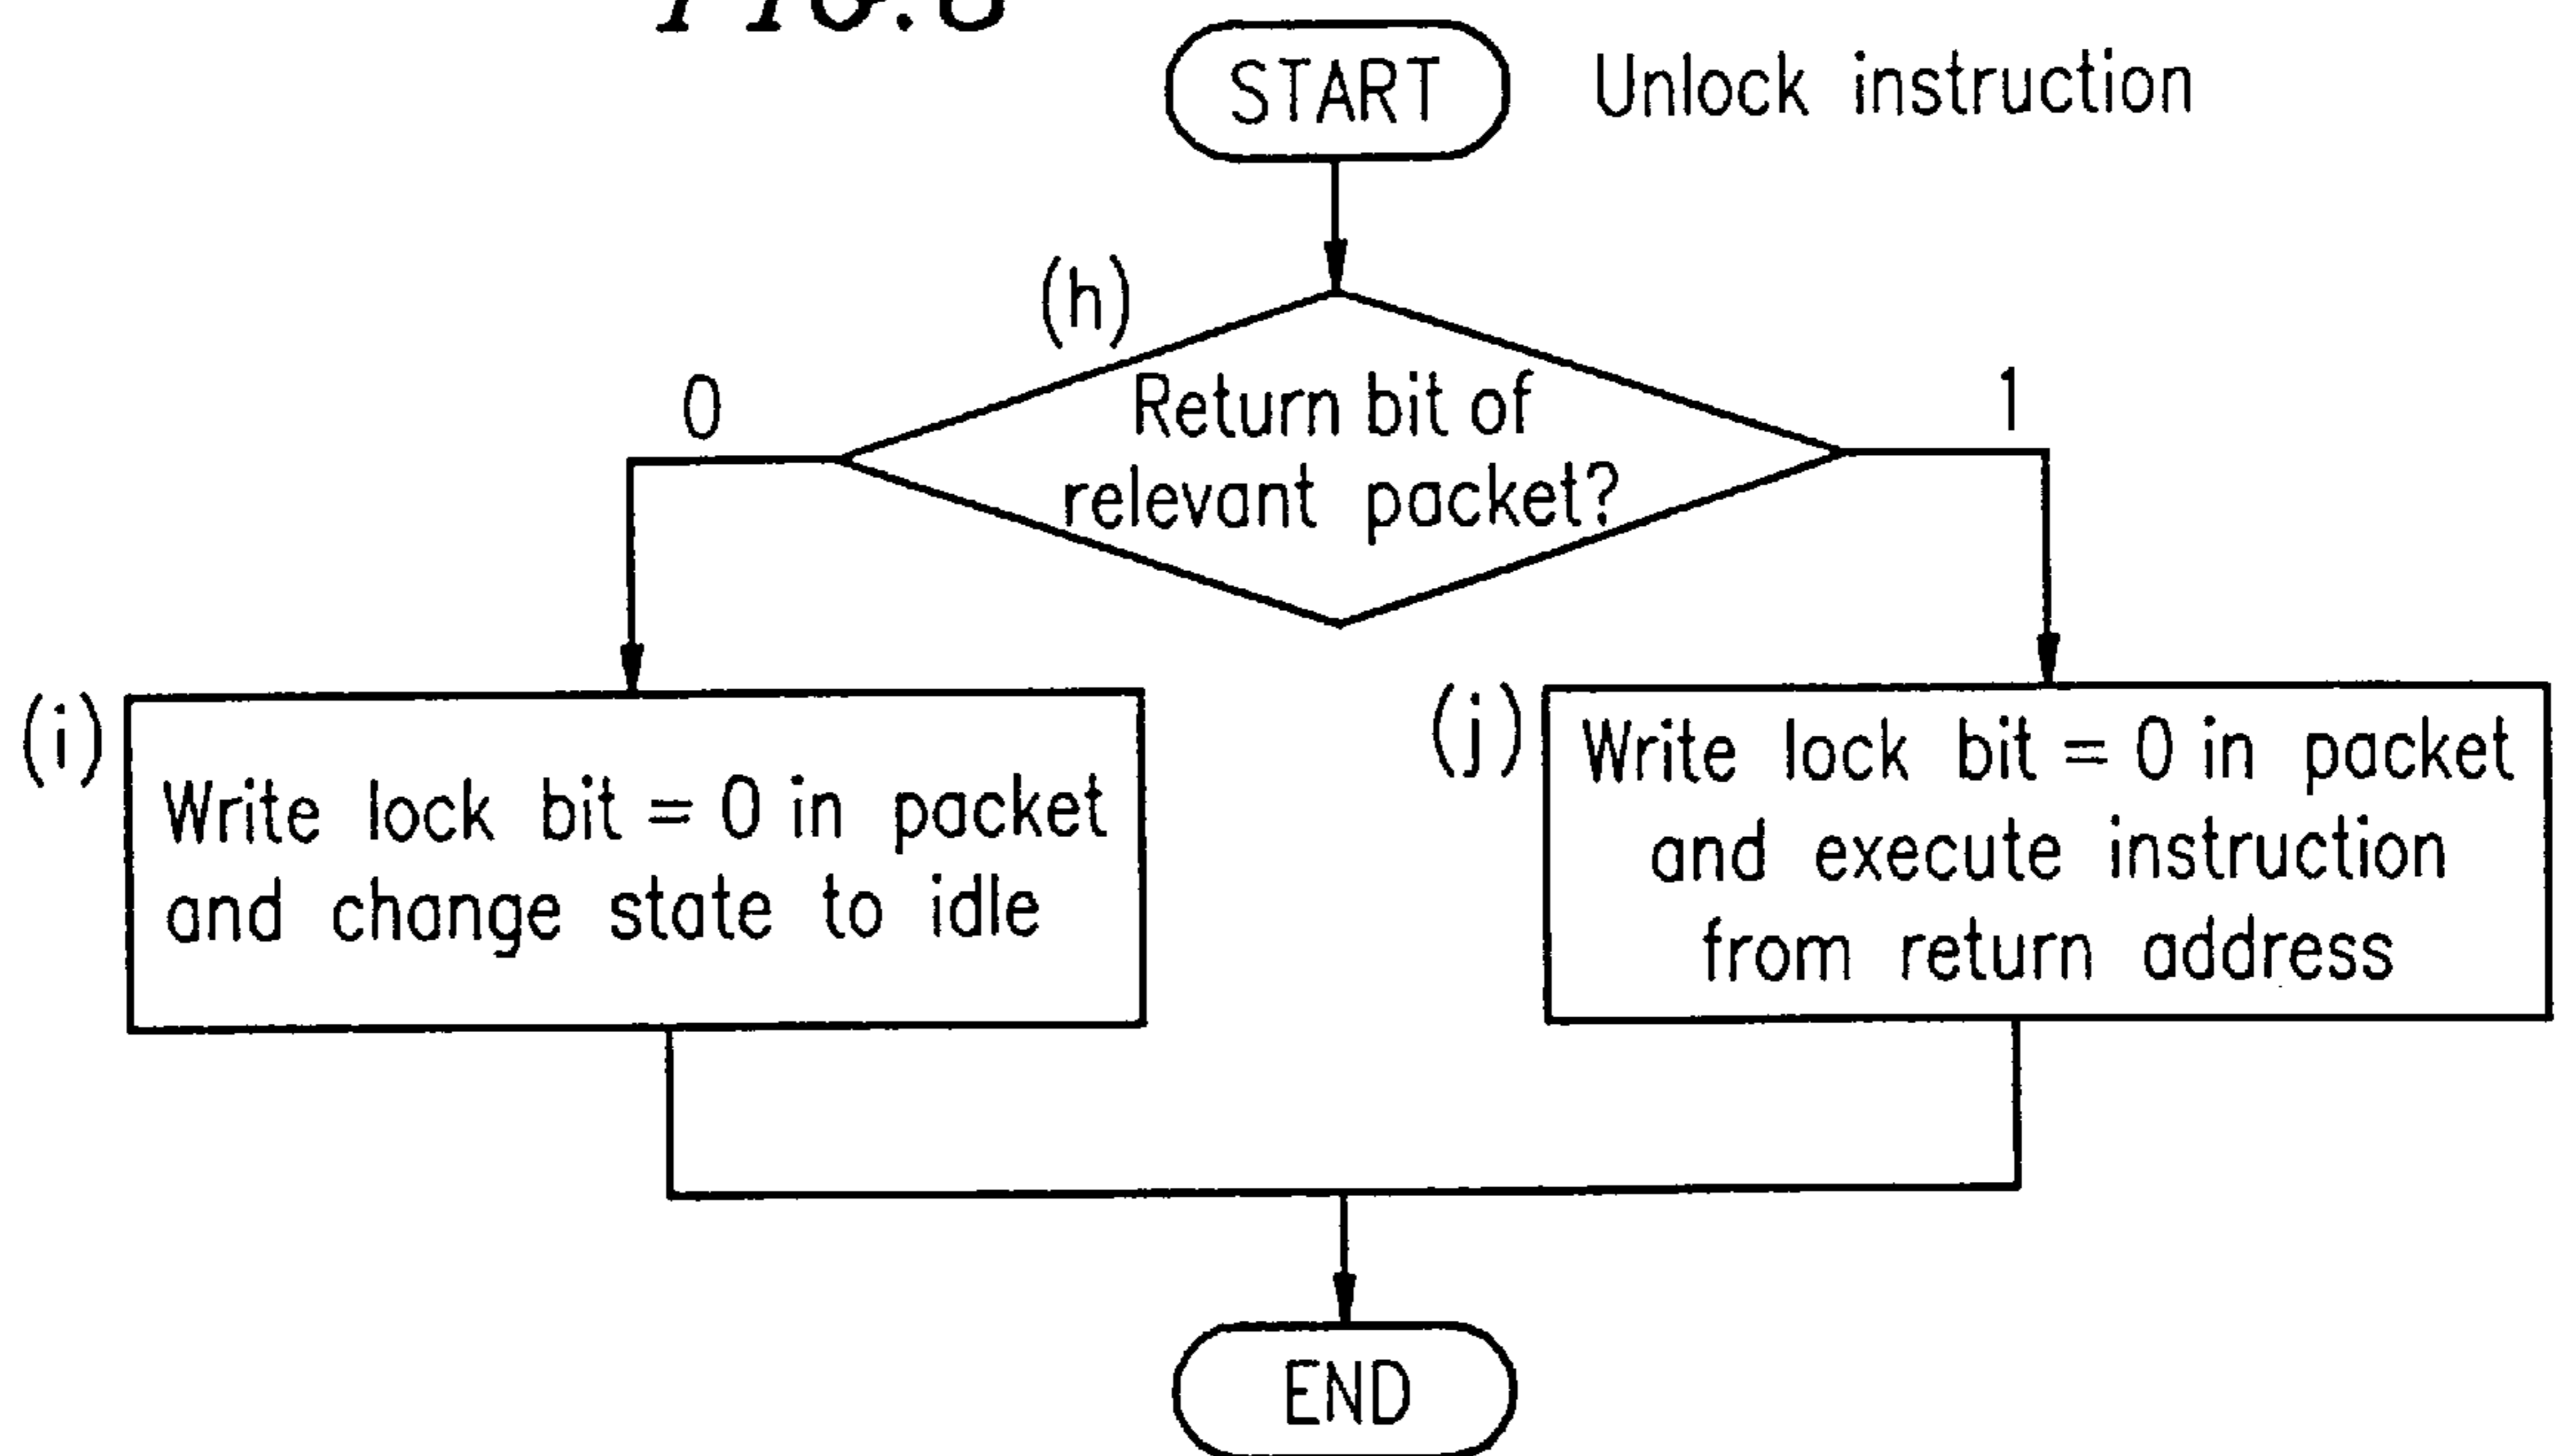 START
Unlock instruction
(h)
Return bit of
relevant packet?
0
1
(i)
Write lock bit = 0 in packet
and change state to idle
(j)
Write lock bit = 0 in packet
and execute instruction
from return address
END